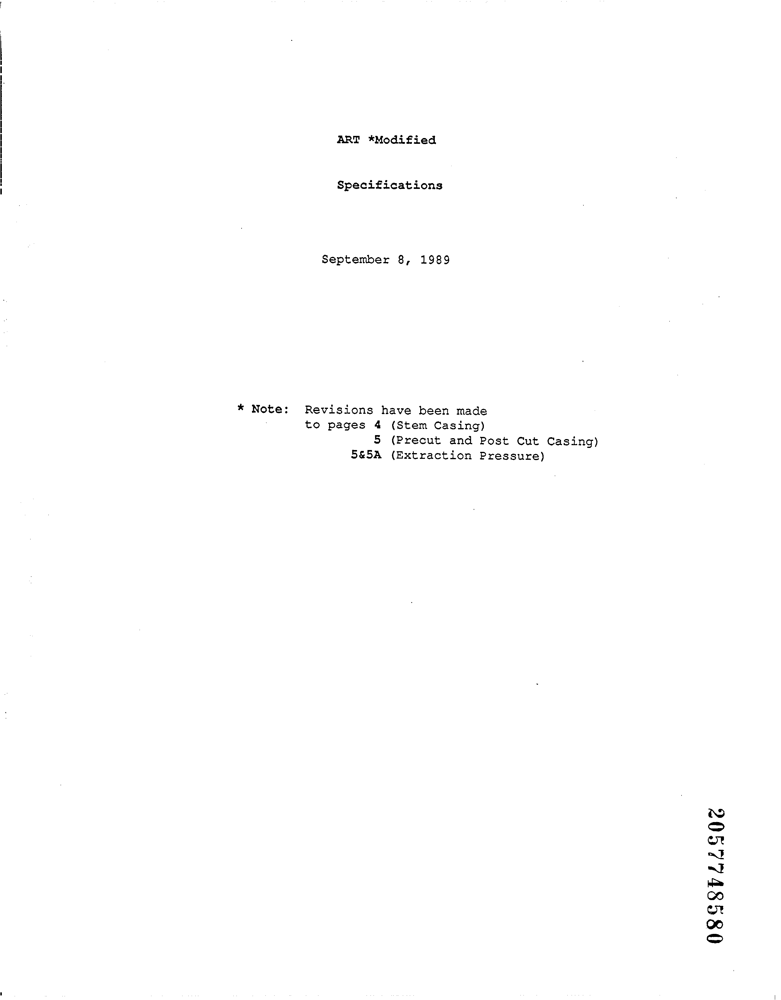 ART *Modified
Specifications
September 8, 1989
* Note: Revisions have been made
to pages 4 (Stem Casing)
5 (Precut and Post Cut Casing)
5&5A (Extraction Pressure)
2057748580